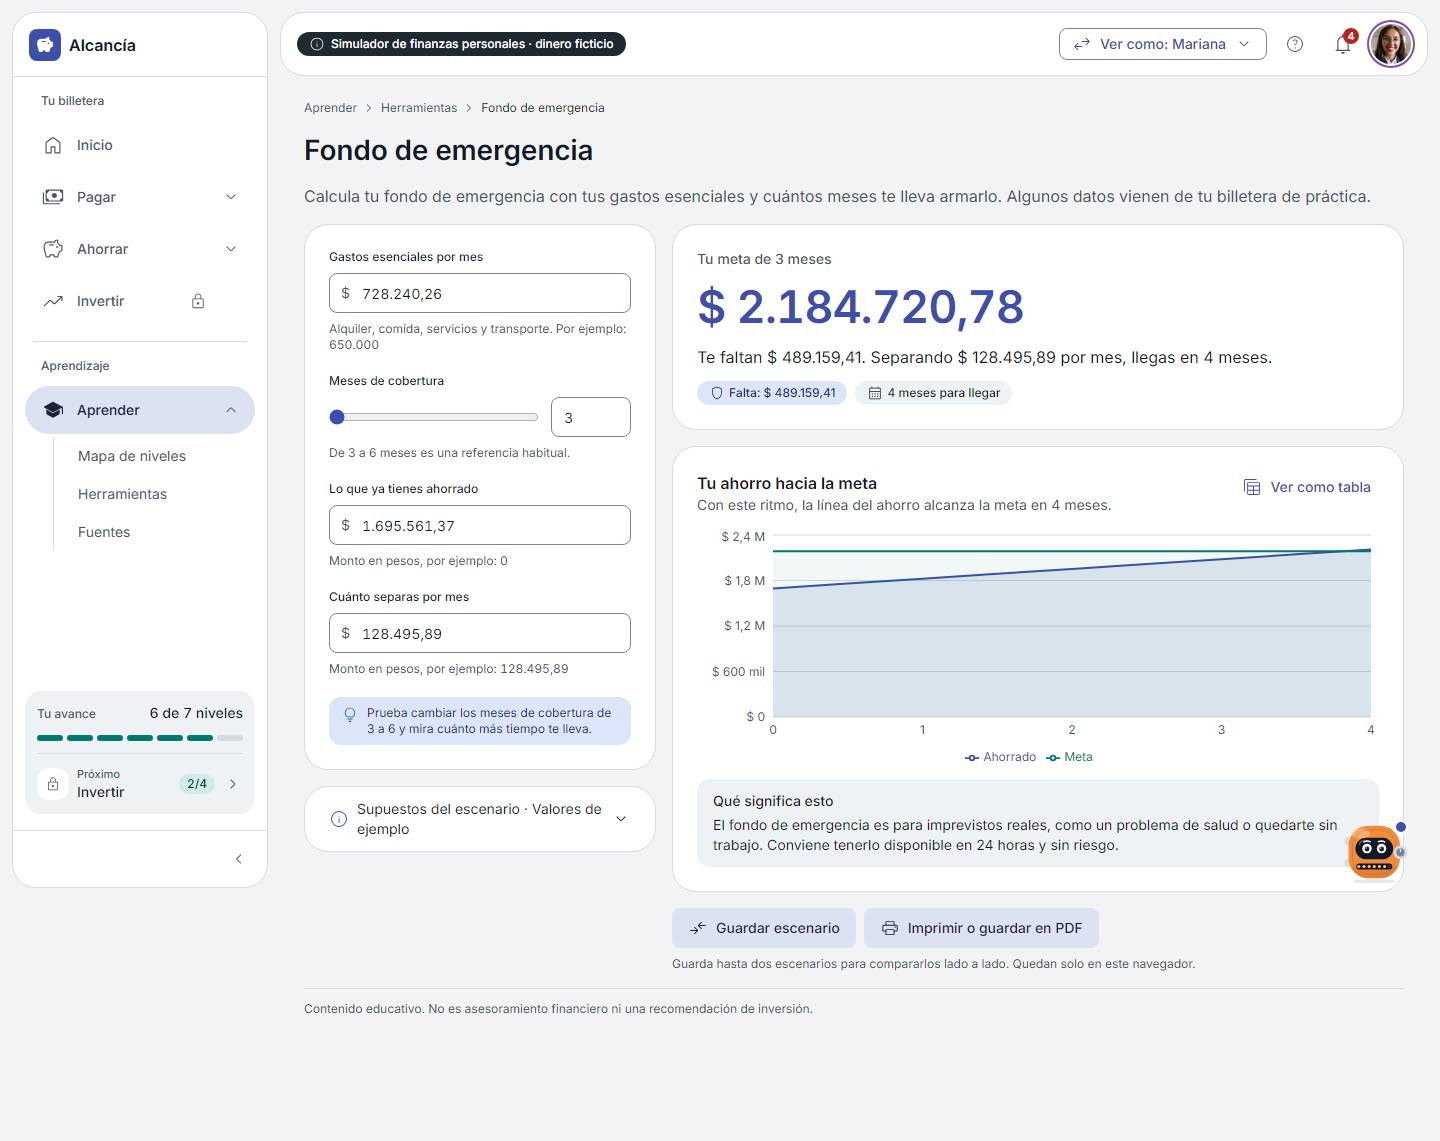 Alcancía
Simulador de finanzas personales · dinero ficticio
Ver como: Mariana
4
Tu billetera
Inicio
Pagar
Ahorrar
Invertir
Aprendizaje
Aprender
Mapa de niveles
Herramientas
Fuentes
Tu avance
6 de 7 niveles
Próximo
Invertir
2/4
Aprender > Herramientas > Fondo de emergencia
Fondo de emergencia
Calcula tu fondo de emergencia con tus gastos esenciales y cuántos meses te lleva armarlo. Algunos datos vienen de tu billetera de práctica.
Gastos esenciales por mes
$ 728.240,26
Alquiler, comida, servicios y transporte. Por ejemplo:
650.000
Meses de cobertura
3
De 3 a 6 meses es una referencia habitual.
Lo que ya tienes ahorrado
$ 1.695.561,37
Monto en pesos, por ejemplo: 0
Cuánto separas por mes
$ 128.495,89
Monto en pesos, por ejemplo: 128.495,89
Prueba cambiar los meses de cobertura de
3 a 6 y mira cuánto más tiempo te lleva.
Supuestos del escenario · Valores de
ejemplo
Tu meta de 3 meses
$ 2.184.720,78
Te faltan $ 489.159,41. Separando $ 128.495,89 por mes, llegas en 4 meses.
Falta: $ 489.159,41
4 meses para llegar
Tu ahorro hacia la meta
Ver como tabla
Con este ritmo, la línea del ahorro alcanza la meta en 4 meses.
$ 2,4 M
$ 1,8 M
$ 1,2 M
$ 600 mil
$ 0
0 1 2 3 4
Ahorrado Meta
Qué significa esto
El fondo de emergencia es para imprevistos reales, como un problema de salud o quedarte sin
trabajo. Conviene tenerlo disponible en 24 horas y sin riesgo.
Guardar escenario
Imprimir o guardar en PDF
Guarda hasta dos escenarios para compararlos lado a lado. Quedan solo en este navegador.
Contenido educativo. No es asesoramiento financiero ni una recomendación de inversión.